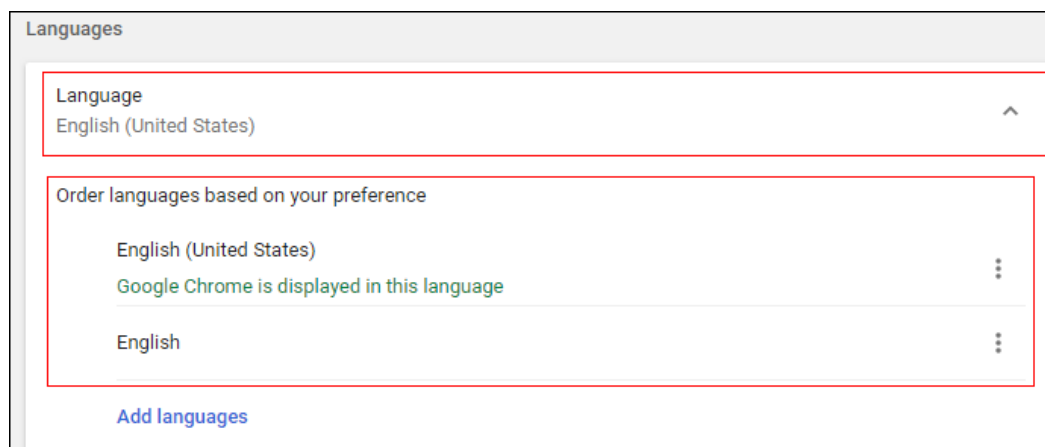 Languages
Language
English (United States)
Order languages based on your preference
English (United States)
Google Chrome is displayed in this language
English
Add languages